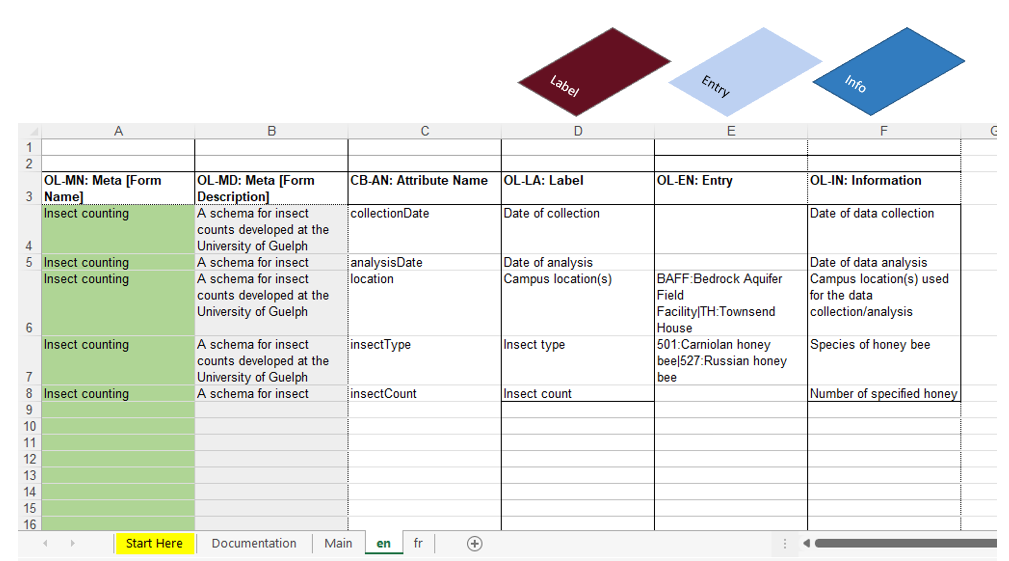 Label
Entry
Info
A B C D E F
1
2
3 OL-MN: Meta [Form Name] OL-MD: Meta [Form Description] CB-AN: Attribute Name OL-LA: Label OL-EN: Entry OL-IN: Information
4 Insect counting A schema for insect counts developed at the University of Guelph collectionDate Date of collection Date of data collection
5 Insect counting A schema for insect analysisDate Date of analysis Date of data analysis
6 Insect counting A schema for insect counts developed at the University of Guelph location Campus location(s) BAFF:Bedrock Aquifer Field Facility|TH:Townsend House Campus location(s) used for the data collection/analysis
7 Insect counting A schema for insect counts developed at the University of Guelph insectType Insect type 501:Carniolan honey bee|527:Russian honey bee Species of honey bee
8 Insect counting A schema for insect insectCount Insect count Number of specified honey
9
10
11
12
13
14
15
16
Start Here Documentation Main en fr